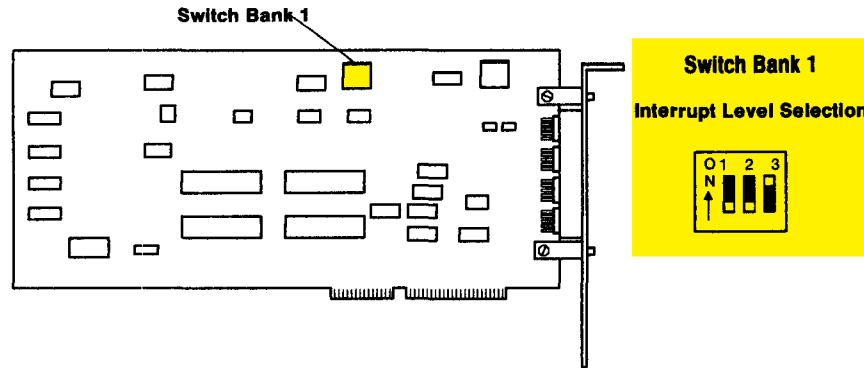 Switch Bank 1
Switch Bank 1
Interrupt Level Selection
O 1 2 3
N